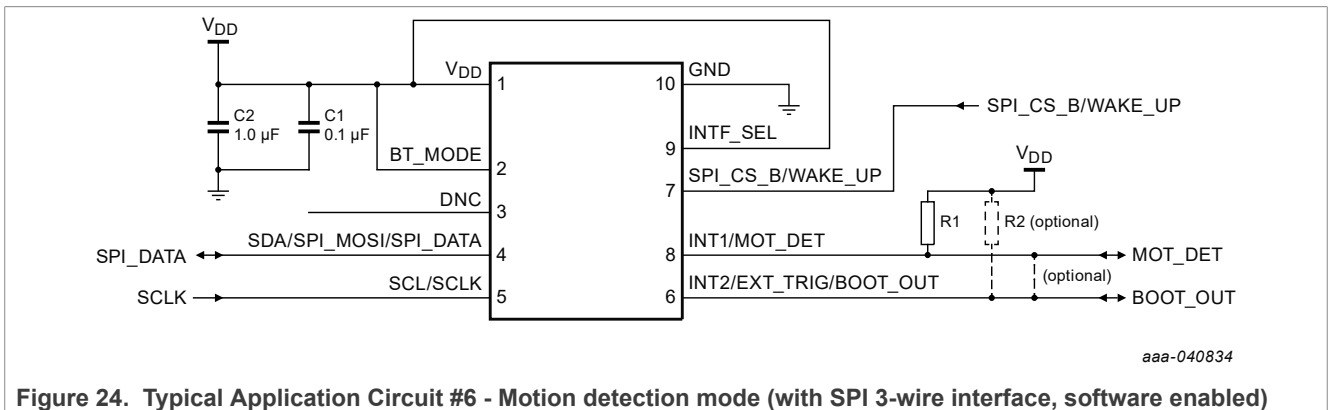 VDD
VDD
1
10
GND
C2
1.0 µF
C1
0.1 µF
SPI_CS_B/WAKE_UP
INTF_SEL
9
BT_MODE
2
VDD
SPI_CS_B/WAKE_UP
7
DNC
3
R1
R2 (optional)
SPI_DATA
SDA/SPI_MOSI/SPI_DATA
4
INT1/MOT_DET
8
MOT_DET
(optional)
SCLK
SCL/SCLK
5
INT2/EXT_TRIG/BOOT_OUT
6
BOOT_OUT
aaa-040834
Figure 24. Typical Application Circuit #6 - Motion detection mode (with SPI 3-wire interface, software enabled)